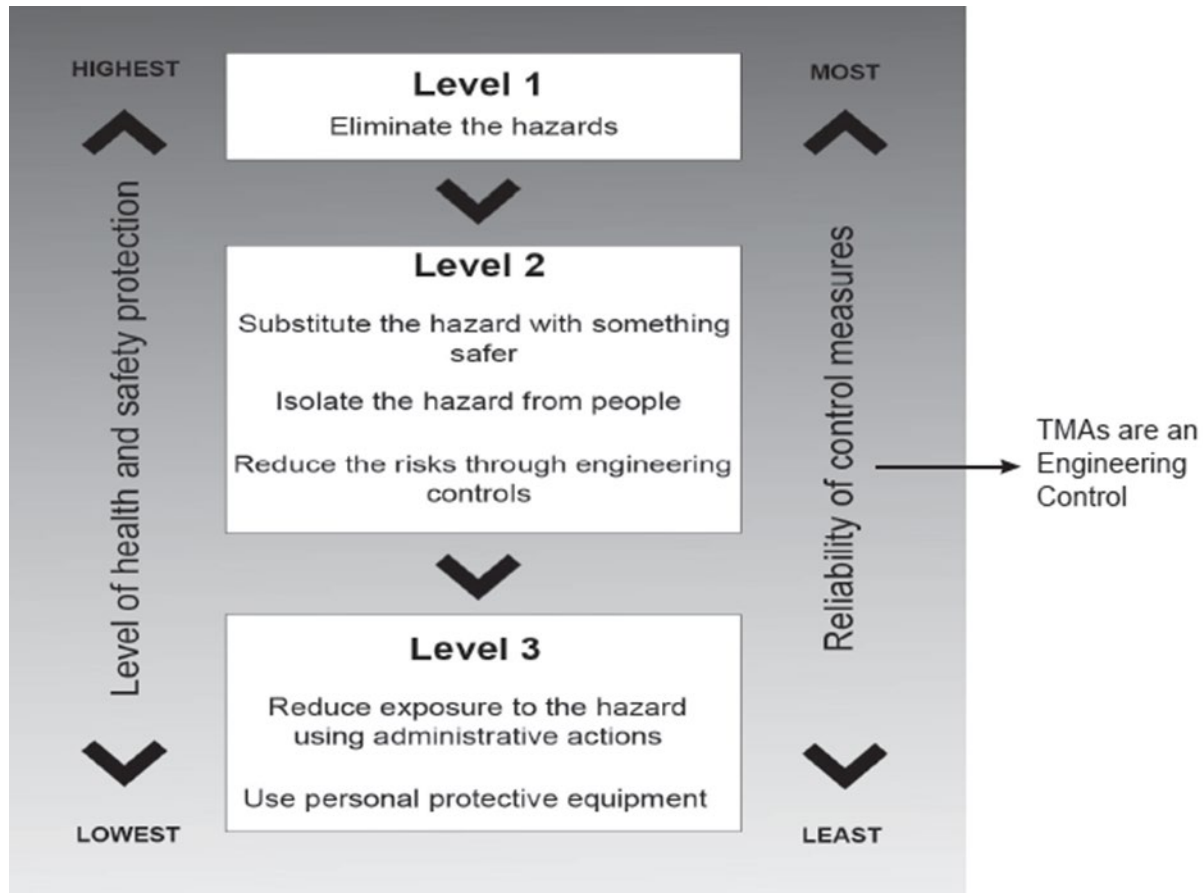 HIGHEST
Level 1
Eliminate the hazards
MOST
Level of health and safety protection
Level 2
Substitute the hazard with something
safer
Isolate the hazard from people
Reduce the risks through engineering
controls
Reliability of control measures
TMAs are an
Engineering
Control
Level 3
Reduce exposure to the hazard
using administrative actions
Use personal protective equipment
LOWEST
LEAST